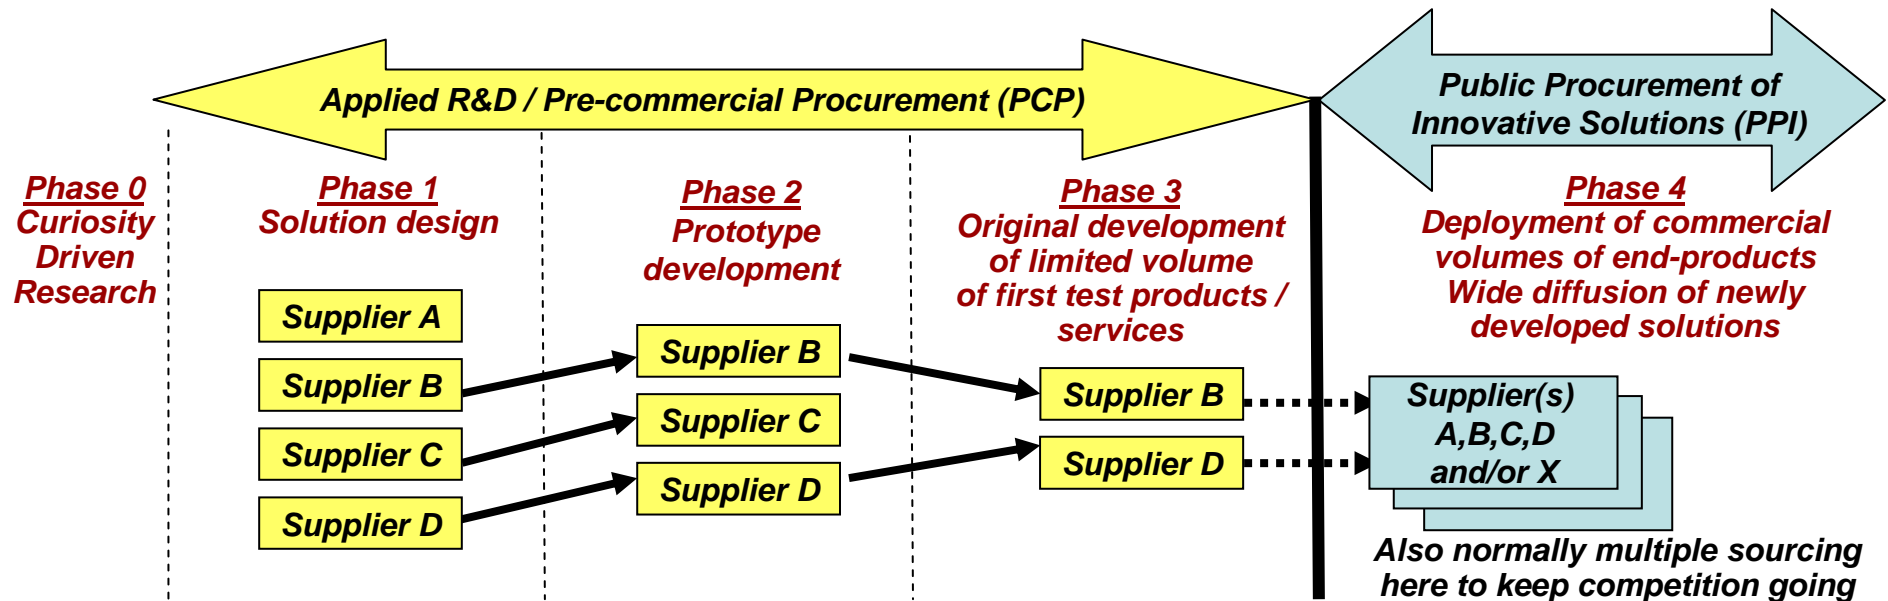 Applied R&D / Pre-commercial Procurement (PCP)
Public Procurement of
Innovative Solutions (PPI)
Phase 0
Curiosity
Driven
Research
Phase 1
Solution design
Supplier A
Supplier B
Supplier C
Supplier D
Phase 2
Prototype
development
Supplier B
Supplier C
Supplier D
Phase 3
Original development
of limited volume
of first test products /
services
Supplier B
Supplier D
Phase 4
Deployment of commercial
volumes of end-products
Wide diffusion of newly
developed solutions
Supplier(s)
A,B,C,D
and/or X
Also normally multiple sourcing
here to keep competition going